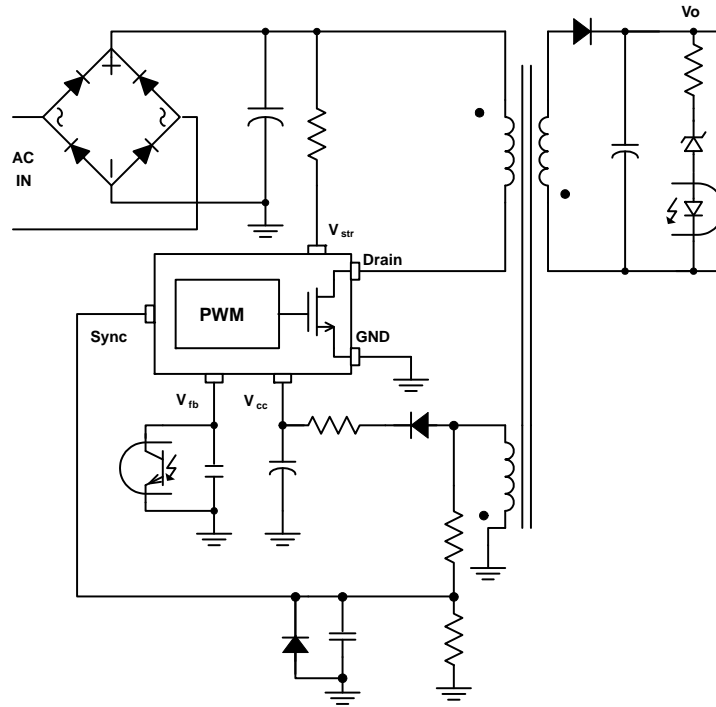 Vo
AC
IN
Vstr
Drain
PWM
Sync
GND
Vfb
Vcc